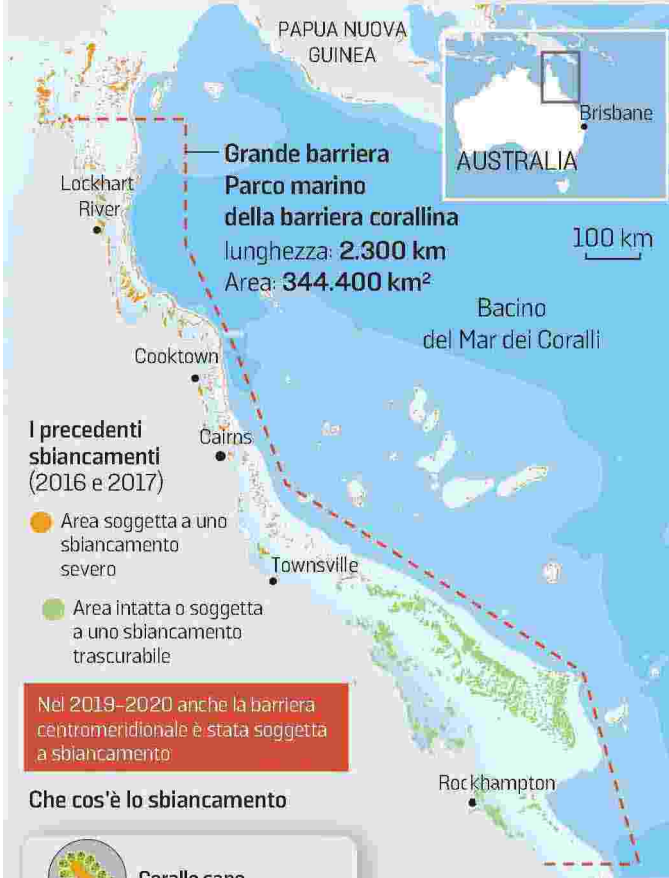 PAPUA NUOVA
GUINEA
Brisbane
AUSTRALIA
Grande barriera
Parco marino
della barriera corallina
lunghezza: 2.300 km
Area: 344.400 km²
Lockhart
River
100 km
Bacino
del Mar dei Coralli
Cooktown
Cairns
I precedenti
sbiancamenti
(2016 e 2017)
Area soggetta a uno
sbiancamento
severo
Townsville
Area intatta o soggetta
a uno sbiancamento
trascurabile
Nel 2019-2020 anche la barriera
centromeridionale è stata soggetta
a sbiancamento
Rockhampton
Che cos'è lo sbiancamento
Corallo sano